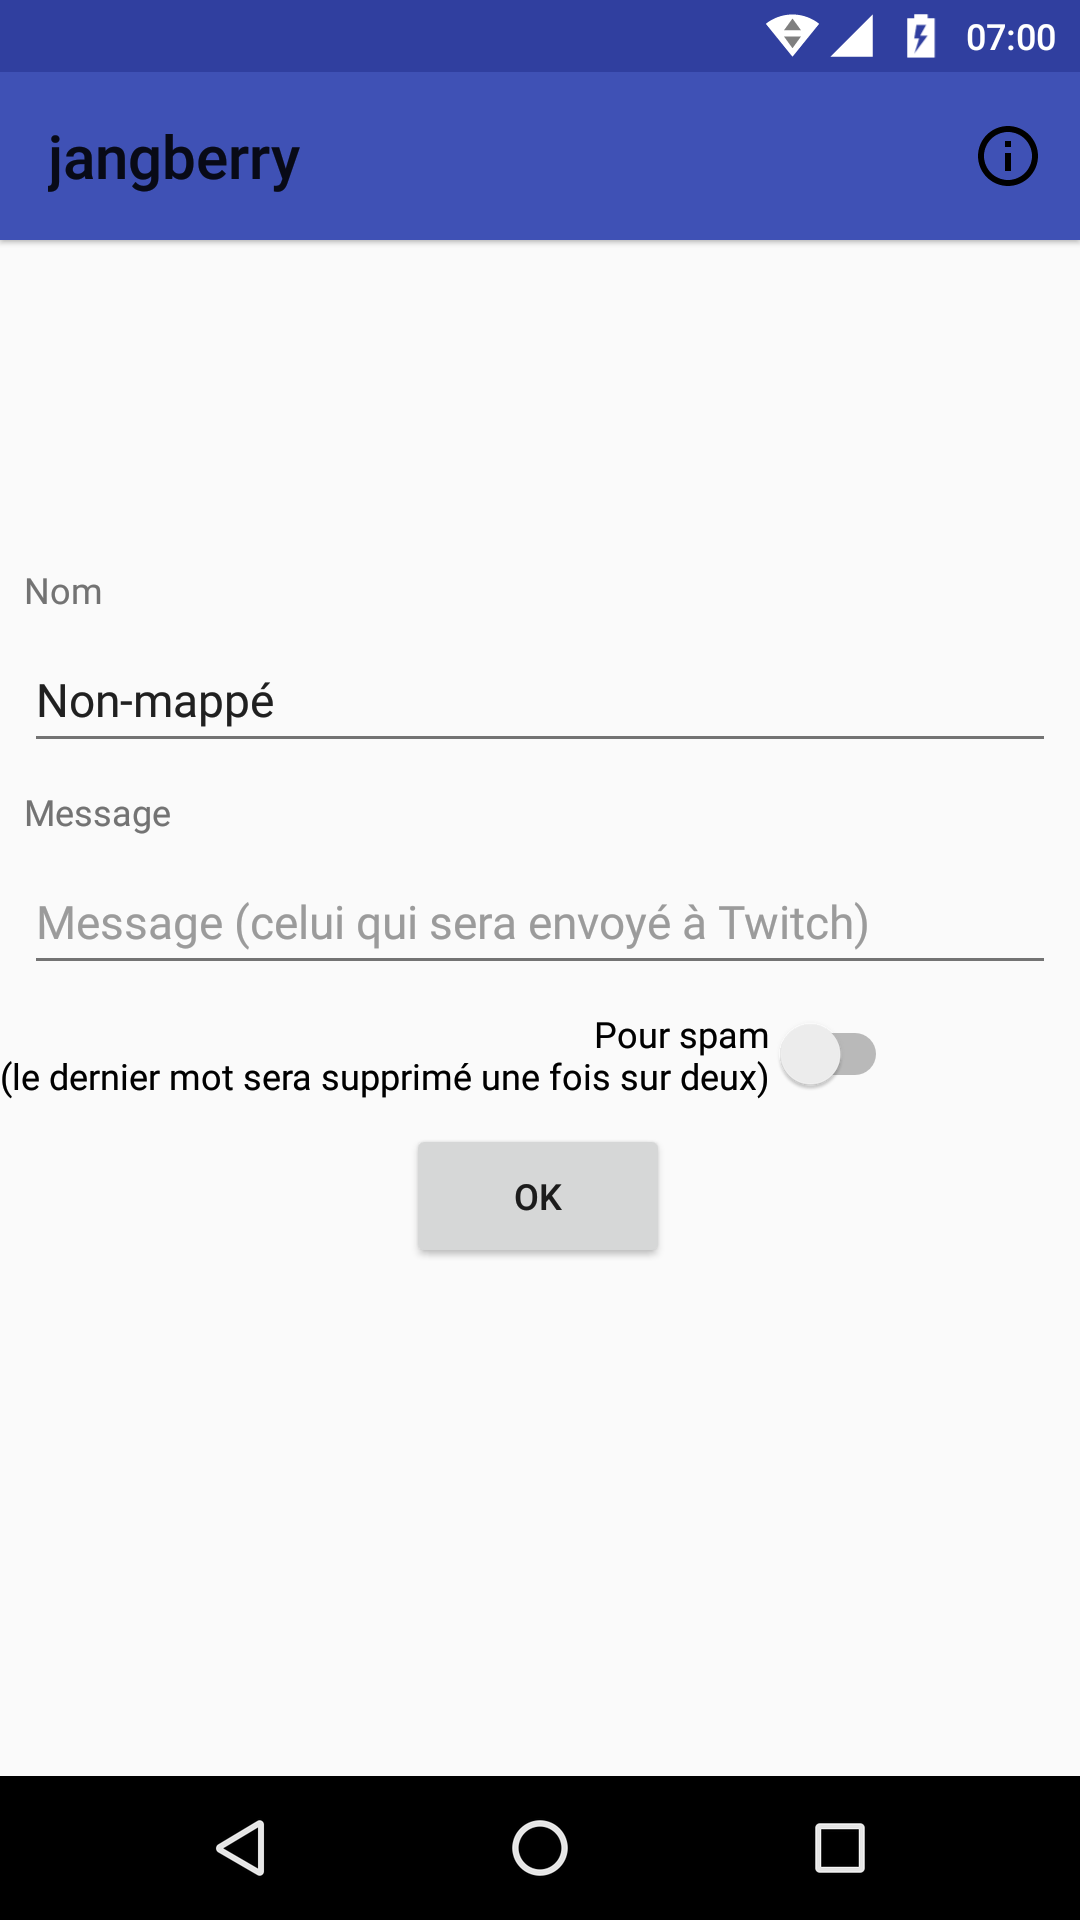 07:00
jangberry
Nom
Non-mappé
Message
Message (celui qui sera envoyé à Twitch)
Pour spam
(le dernier mot sera supprimé une fois sur deux)
OK